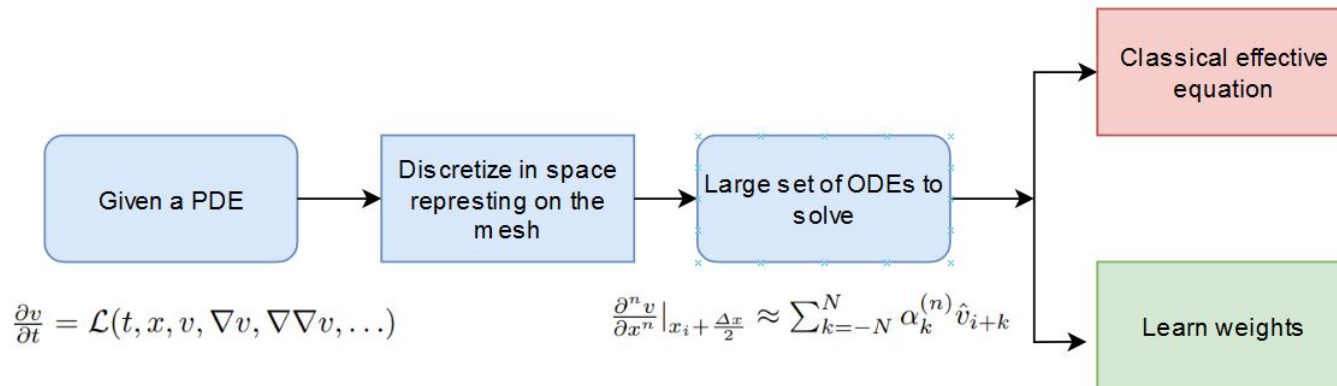 Classical effective
equation
Given a PDE
Discretize in space
represting on the
mesh
Large set of ODEs to
solve
∂v/∂t = ℒ(t, x, v, ∇v, ∇∇v, …)
∂ⁿv/∂xⁿ |_{x_i + Δx/2} ≈ ∑_{k=−N}^{N} α_k^{(n)} v̂_{i+k}
Learn weights